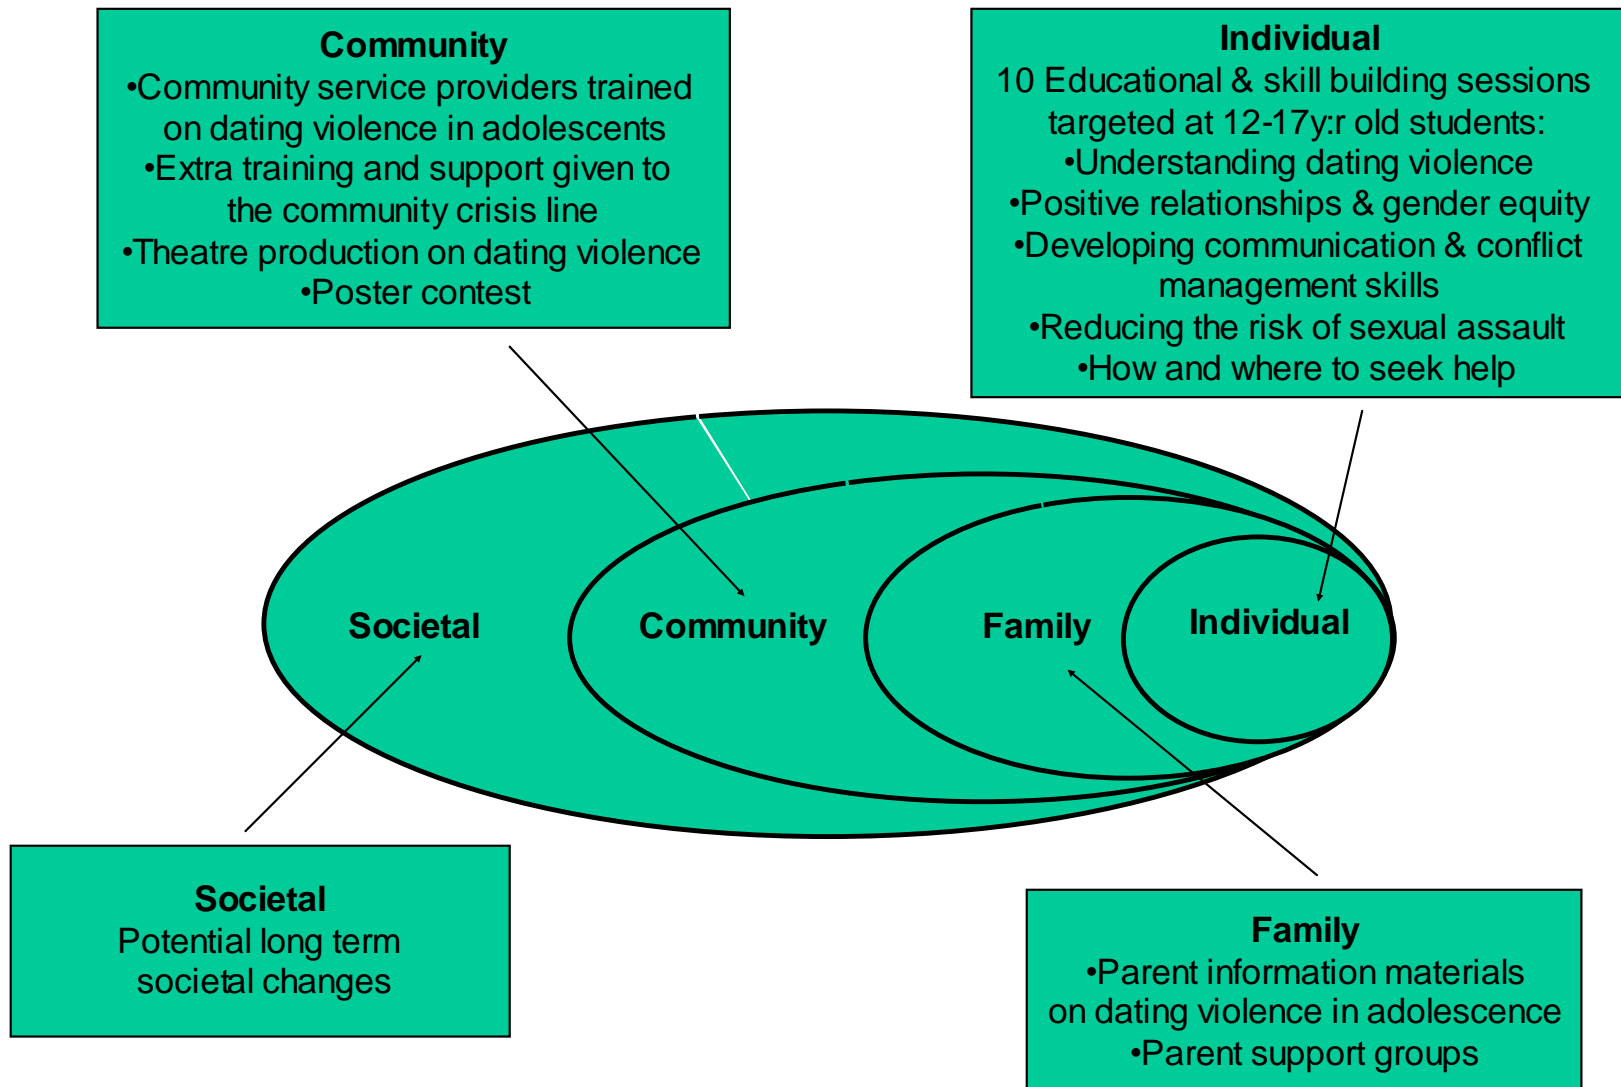 Community
•Community service providers trained
on dating violence in adolescents
•Extra training and support given to
the community crisis line
•Theatre production on dating violence
•Poster contest
Individual
10 Educational & skill building sessions
targeted at 12-17y:r old students:
•Understanding dating violence
•Positive relationships & gender equity
•Developing communication & conflict
management skills
•Reducing the risk of sexual assault
•How and where to seek help
Societal
Community
Family
Individual
Societal
Potential long term
societal changes
Family
•Parent information materials
on dating violence in adolescence
•Parent support groups